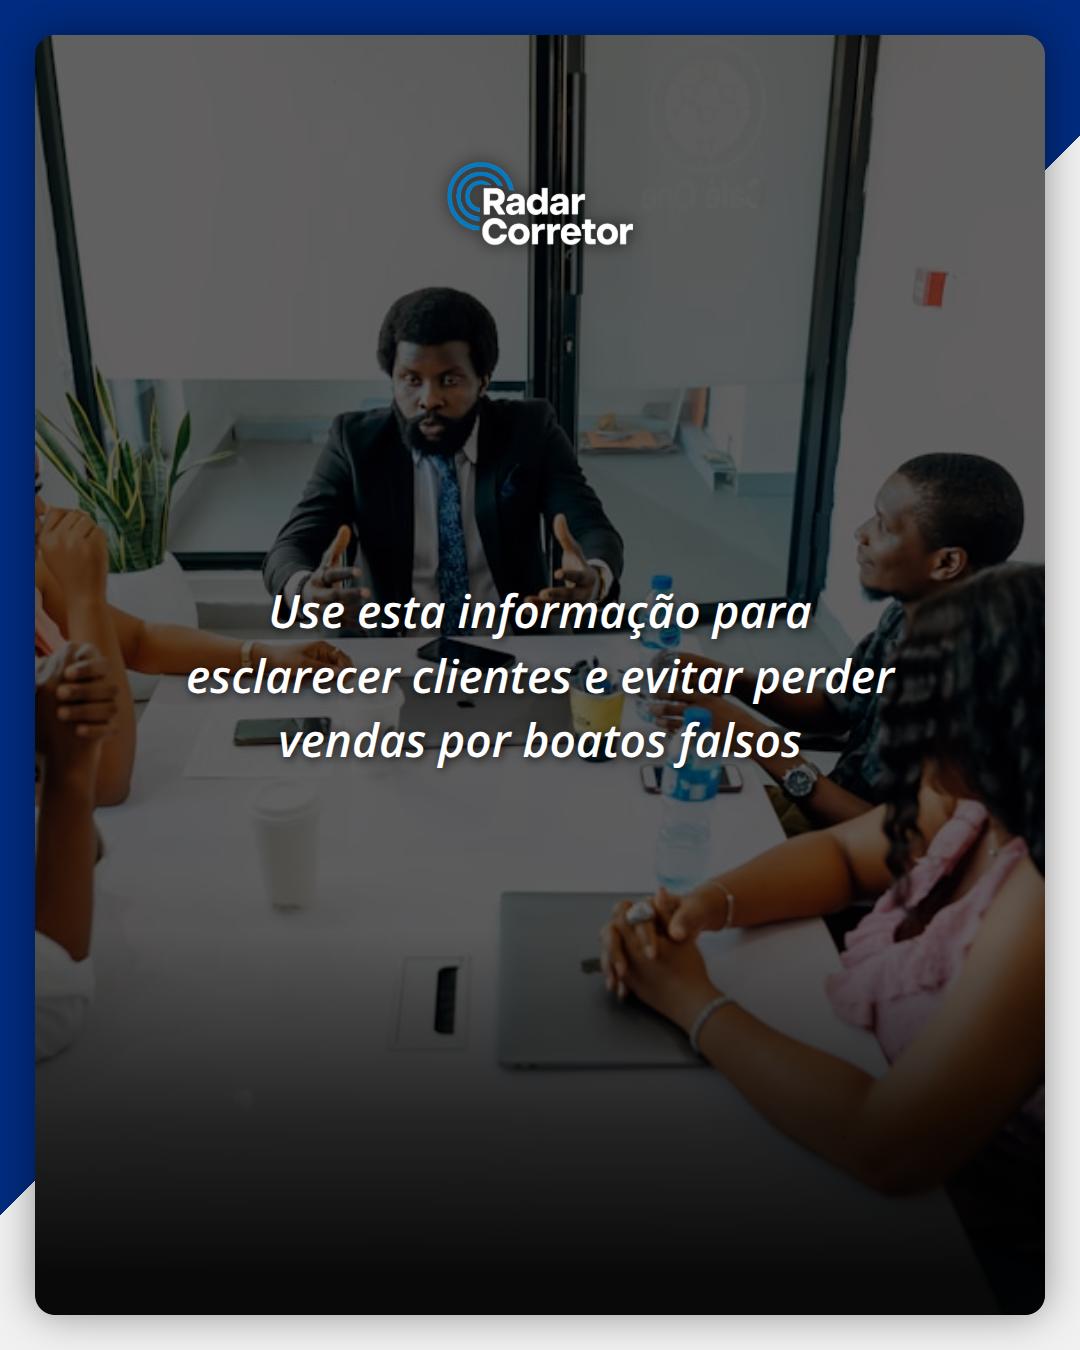 Radar
Corretor
Use esta informação para
esclarecer clientes e evitar perder
vendas por boatos falsos